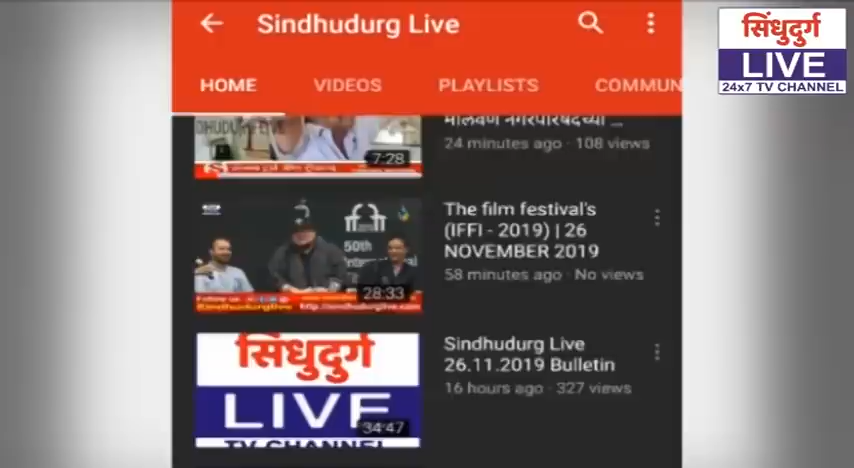 Sindhudurg Live
सिंधुदुर्ग
LIVE
24x7 TV CHANNEL
HOME VIDEOS PLAYLISTS COMMUN
मालवण नगरपरिषदेच्या ...
24 minutes ago · 108 views
7:28
The film festival's
(IFFI - 2019) | 26
NOVEMBER 2019
58 minutes ago · No views
50th
28:33
Sindhudurg Live
26.11.2019 Bulletin
16 hours ago · 327 views
सिंधुदुर्ग
LIVE
34:47
TV CHANNEL